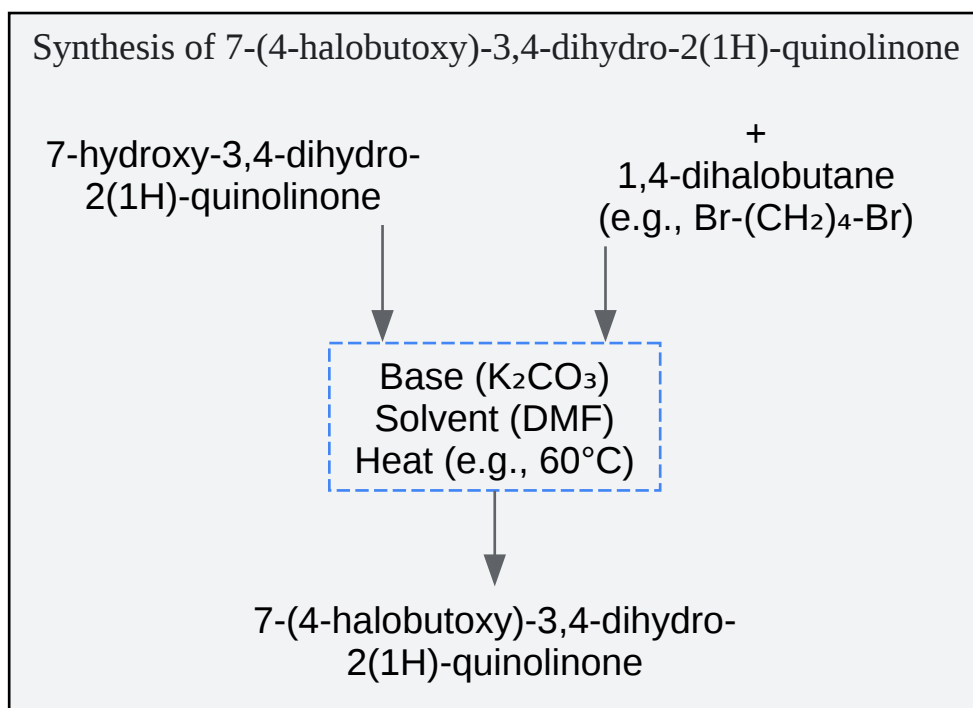 Synthesis of 7-(4-halobutoxy)-3,4-dihydro-2(1H)-quinolinone
7-hydroxy-3,4-dihydro-
2(1H)-quinolinone
+
1,4-dihalobutane
(e.g., Br-(CH₂)₄-Br)
Base (K₂CO₃)
Solvent (DMF)
Heat (e.g., 60°C)
7-(4-halobutoxy)-3,4-dihydro-
2(1H)-quinolinone